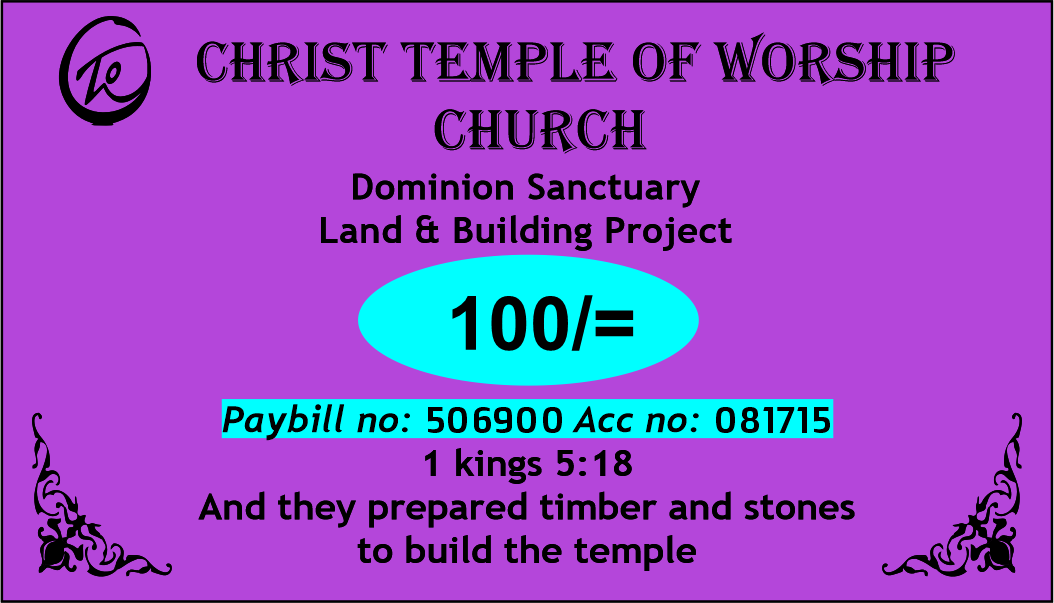 CHRIST TEMPLE OF WORSHIP
CHURCH
Dominion Sanctuary
Land & Building Project
100/=
Paybill no: 506900 Acc no: 081715
1 kings 5:18
And they prepared timber and stones
to build the temple